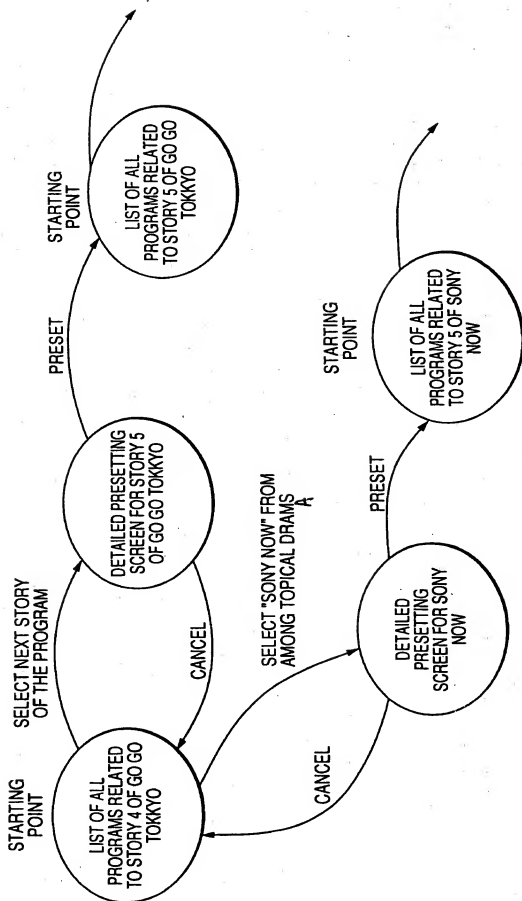 STARTING
POINT
LIST OF ALL
PROGRAMS RELATED
TO STORY 4 OF GO GO
TOKKYO
SELECT NEXT STORY
OF THE PROGRAM
DETAILED PRESETTING
SCREEN FOR STORY 5
OF GO GO TOKKYO
CANCEL
PRESET
STARTING
POINT
LIST OF ALL
PROGRAMS RELATED
TO STORY 5 OF GO GO
TOKKYO
SELECT "SONY NOW" FROM
AMONG TOPICAL DRAMS
A
CANCEL
DETAILED
PRESETTING
SCREEN FOR SONY
NOW
PRESET
STARTING
POINT
LIST OF ALL
PROGRAMS RELATED
TO STORY 5 OF SONY
NOW